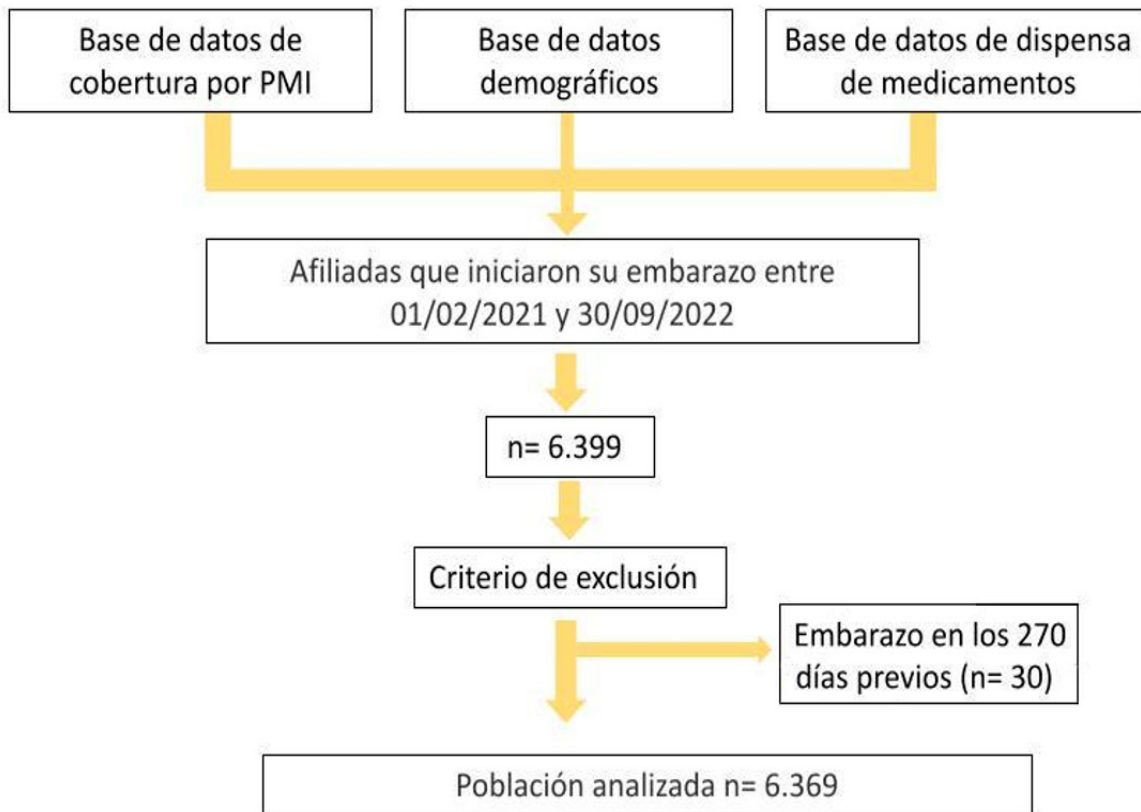 Base de datos de
cobertura por PMI
Base de datos
demográficos
Base de datos de dispensa
de medicamentos
Afiliadas que iniciaron su embarazo entre
01/02/2021 y 30/09/2022
n= 6.399
Criterio de exclusión
Embarazo en los 270
días previos (n= 30)
Población analizada n= 6.369